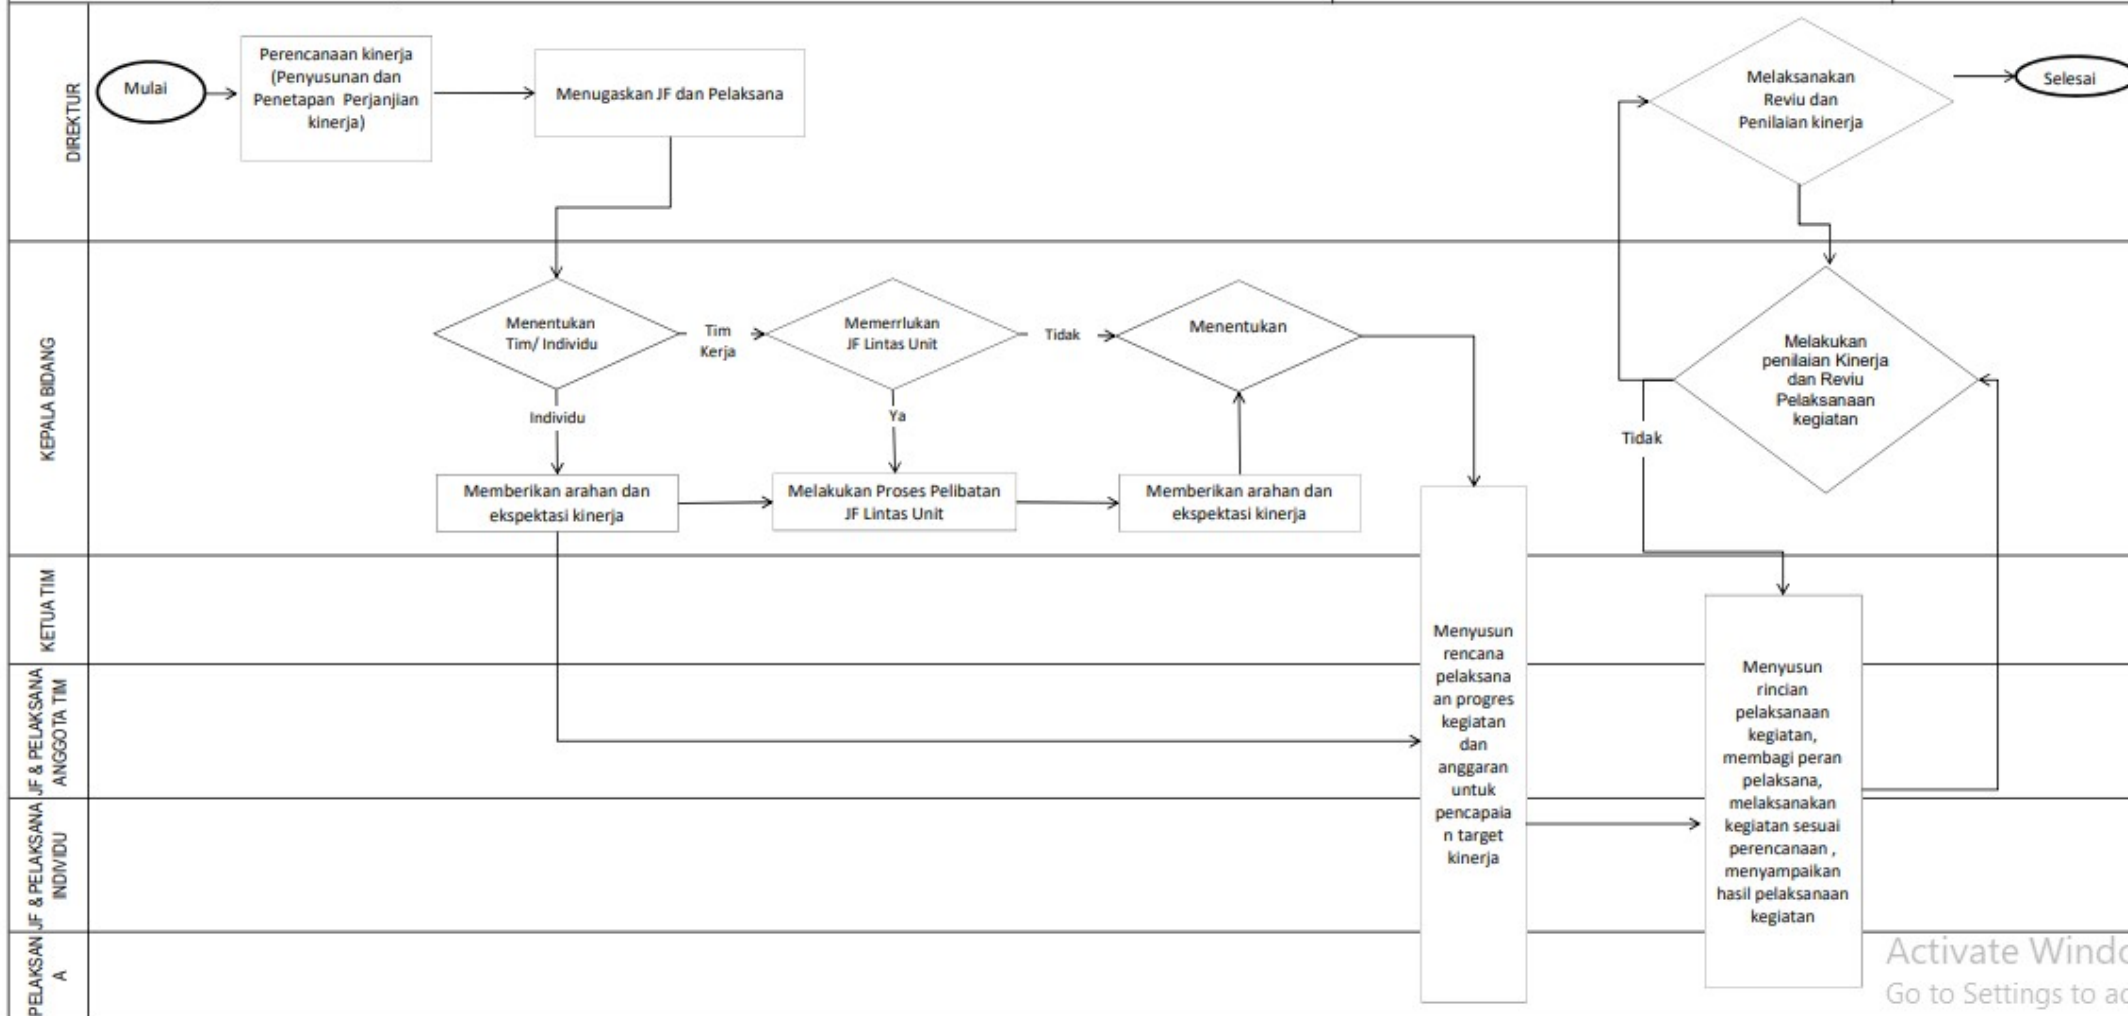 DIREKTUR
Mulai
Perencanaan kinerja
(Penyusunan dan
Penetapan Perjanjian
kinerja)
Menugaskan JF dan Pelaksana
Melaksanakan
Reviu dan
Penilaian kinerja
Selesai
KEPALA BIDANG
Menentukan
Tim/ Individu
Tim
Kerja
Memerrlukan
JF Lintas Unit
Tidak
Menentukan
Individu
Ya
Memberikan arahan dan
ekspektasi kinerja
Melakukan Proses Pelibatan
JF Lintas Unit
Memberikan arahan dan
ekspektasi kinerja
Melakukan
penilaian Kinerja
dan Reviu
Pelaksanaan
kegiatan
Tidak
KETUA TIM
JF & PELAKSANA
ANGGOTA TIM
JF & PELAKSANA
INDIVIDU
PELAKSAN
A
Menyusun
rencana
pelaksana
an progres
kegiatan
dan
anggaran
untuk
pencapaia
n target
kinerja
Menyusun
rincian
pelaksanaan
kegiatan,
membagi peran
pelaksana,
melaksanakan
kegiatan sesuai
perencanaan ,
menyampaikan
hasil pelaksanaan
kegiatan
Activate Windo
Go to Settings to ac